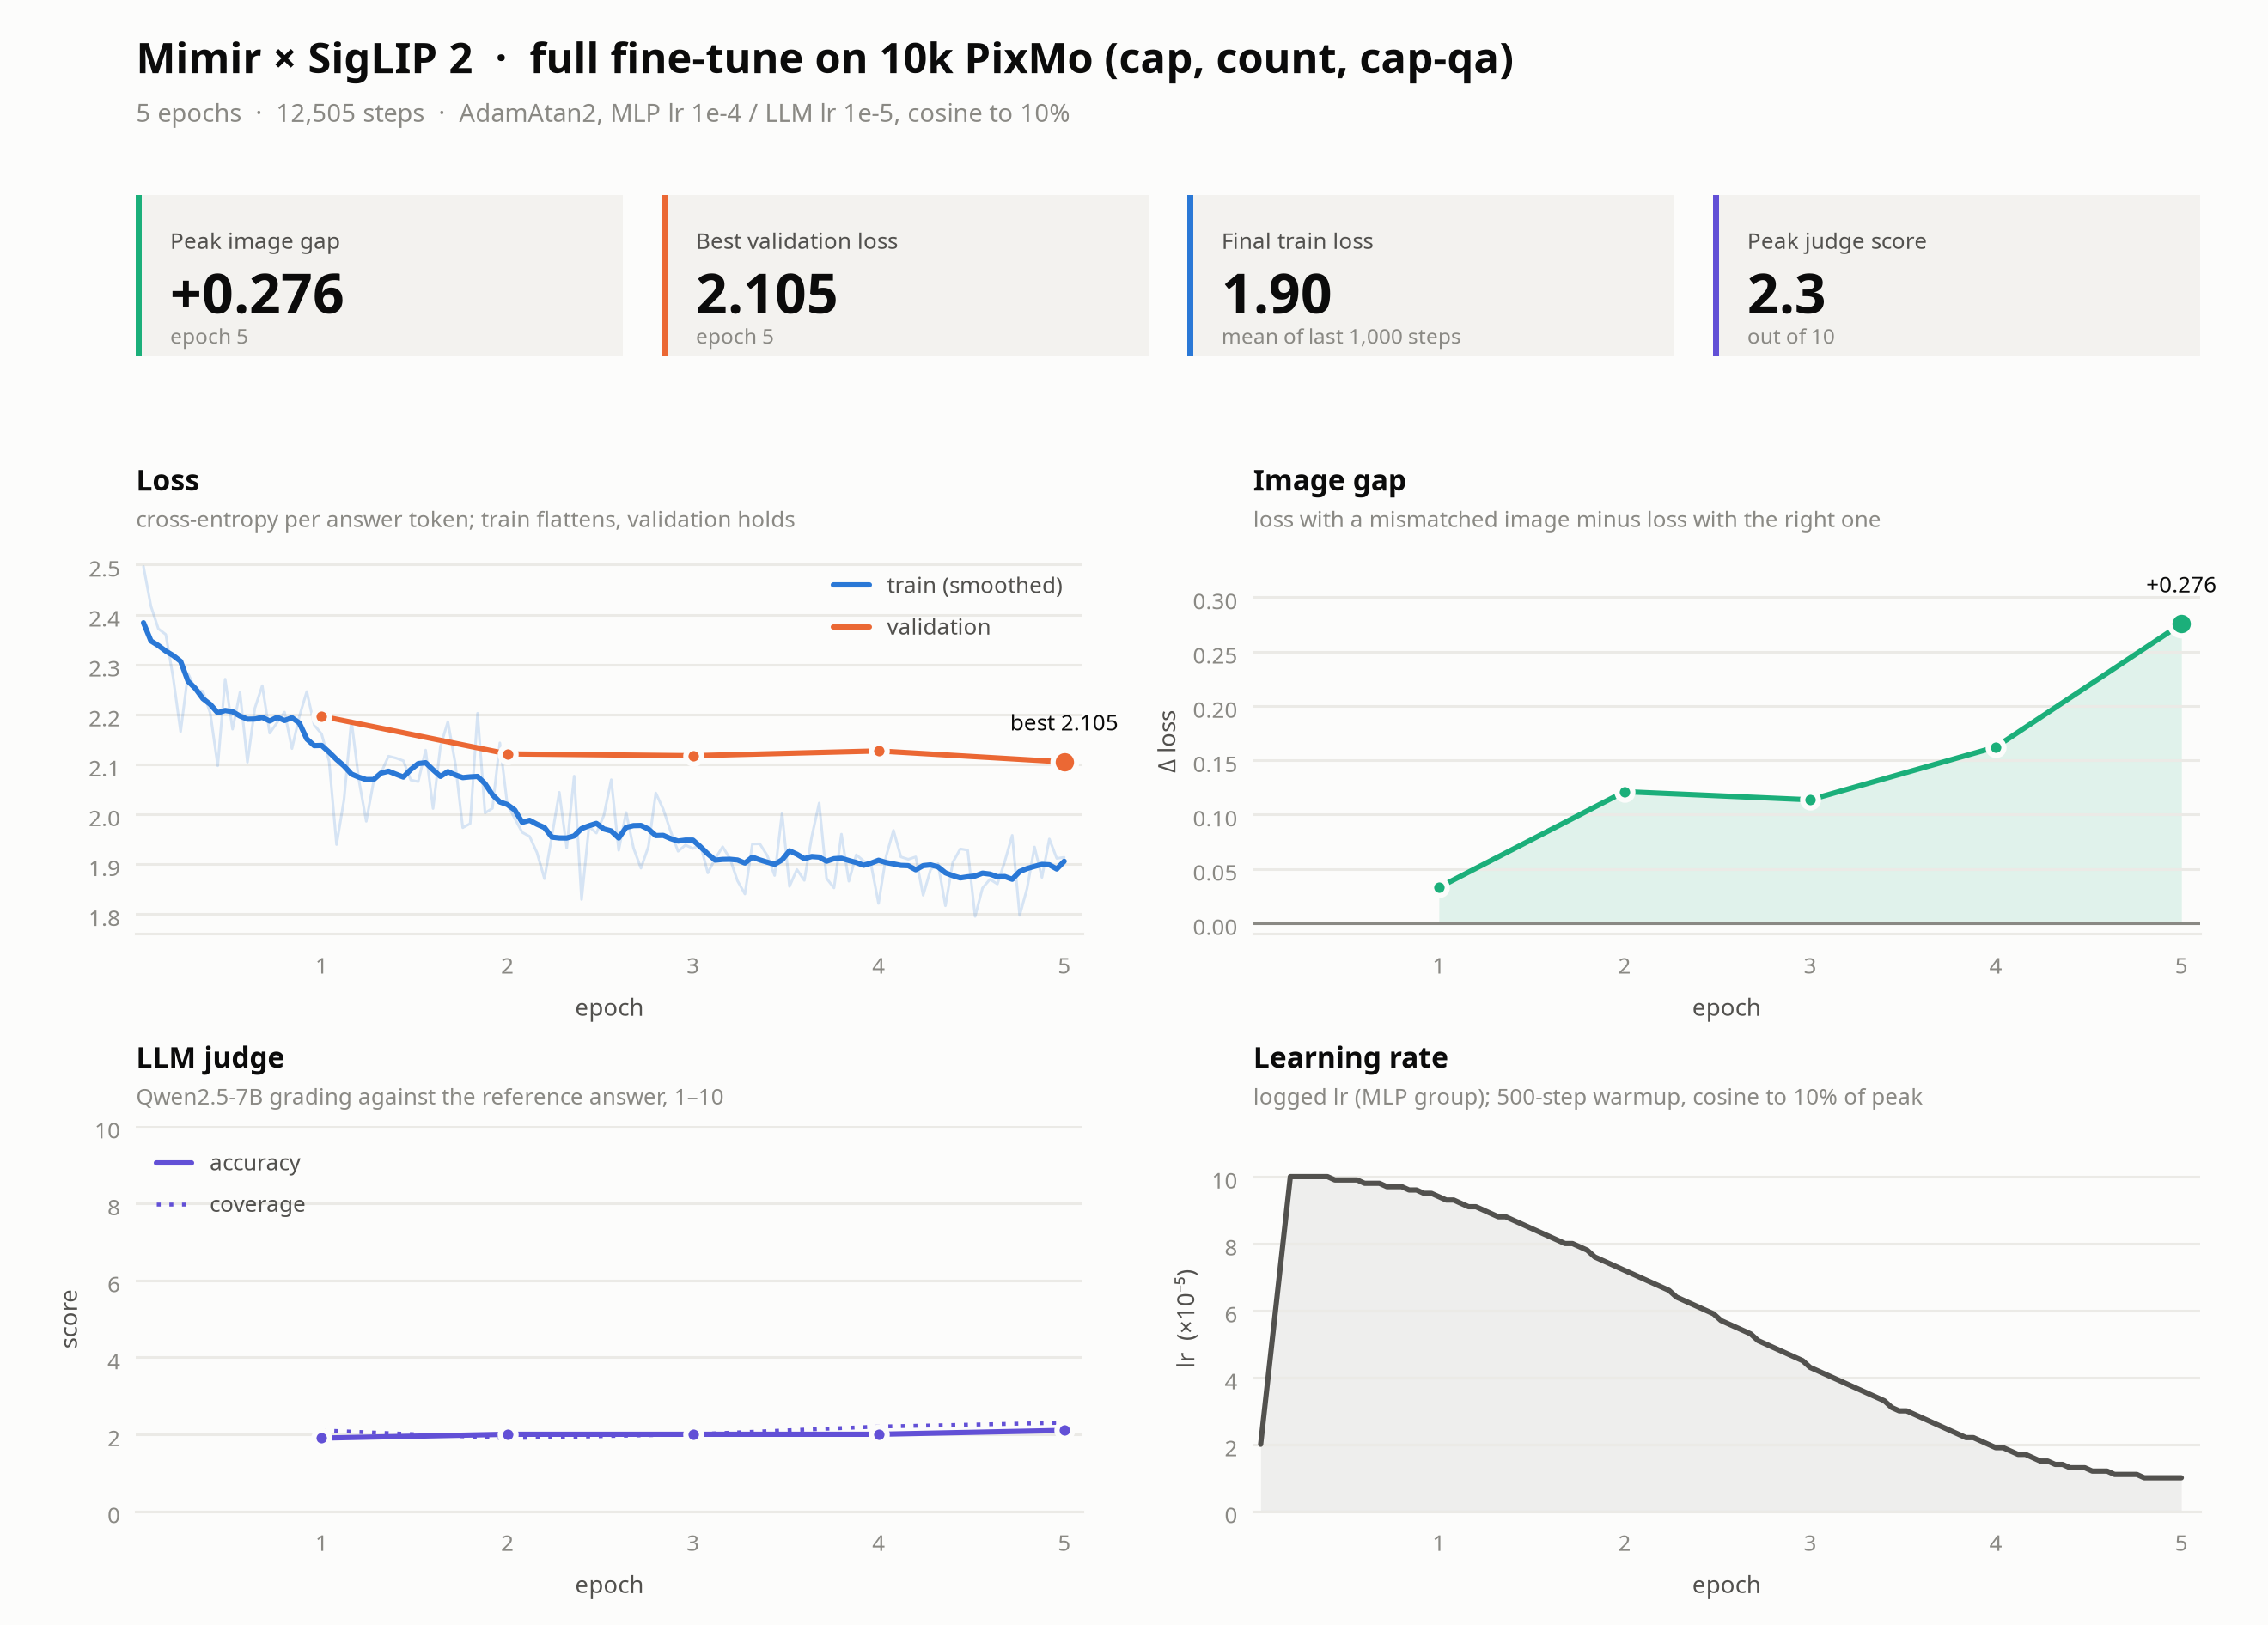 Mimir × SigLIP 2 · full fine-tune on 10k PixMo (cap, count, cap-qa)
5 epochs · 12,505 steps · AdamAtan2, MLP lr 1e-4 / LLM lr 1e-5, cosine to 10%
Peak image gap
+0.276
epoch 5
Best validation loss
2.105
epoch 5
Final train loss
1.90
mean of last 1,000 steps
Peak judge score
2.3
out of 10
Loss
cross-entropy per answer token; train flattens, validation holds
2.5
2.4
2.3
2.2
2.1
2.0
1.9
1.8
train (smoothed)
validation
best 2.105
1 2 3 4 5
epoch
Image gap
loss with a mismatched image minus loss with the right one
+0.276
Δ loss
0.30
0.25
0.20
0.15
0.10
0.05
0.00
1 2 3 4 5
epoch
LLM judge
Qwen2.5-7B grading against the reference answer, 1–10
score
10
8
6
4
2
0
accuracy
coverage
1 2 3 4 5
epoch
Learning rate
logged lr (MLP group); 500-step warmup, cosine to 10% of peak
lr (×10⁻⁵)
10
8
6
4
2
0
1 2 3 4 5
epoch